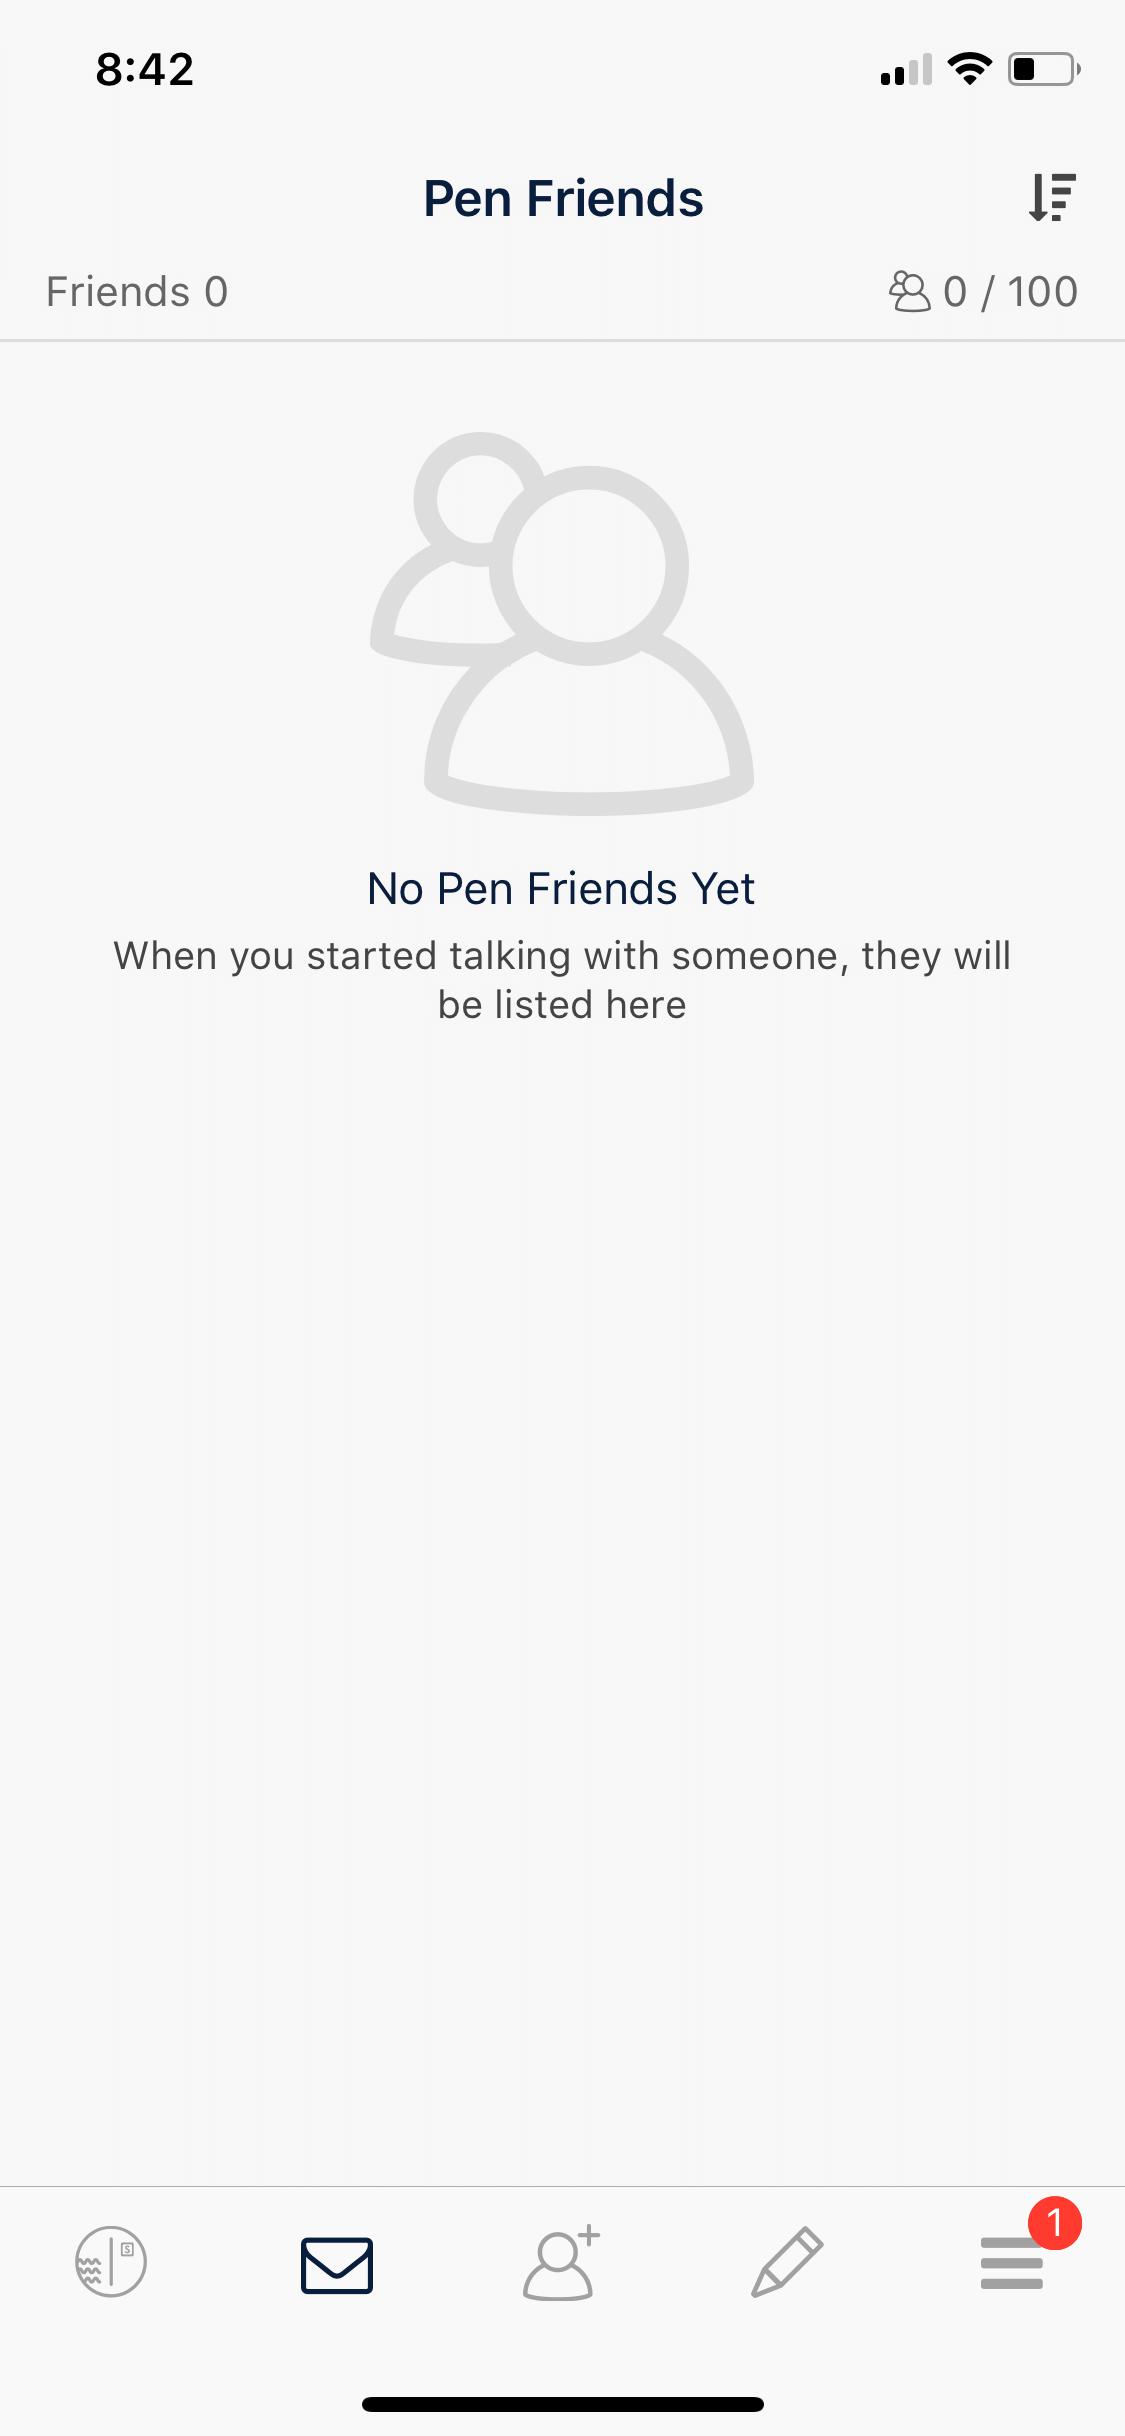 8:42
Pen Friends
Friends 0
0 / 100
No Pen Friends Yet
When you started talking with someone, they will
be listed here
S
1